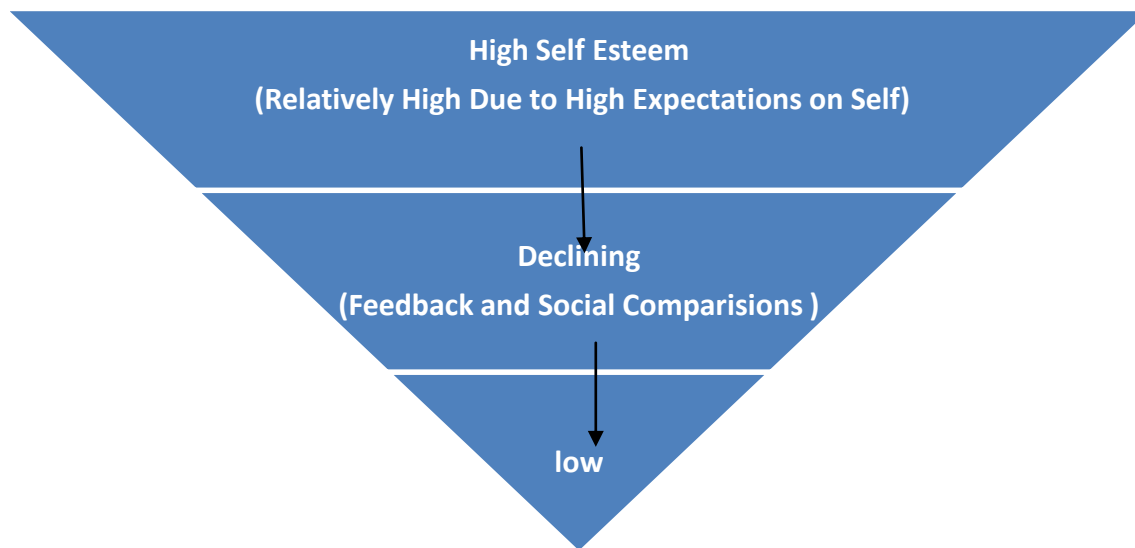 High Self Esteem
(Relatively High Due to High Expectations on Self)
Declining
(Feedback and Social Comparisions )
low